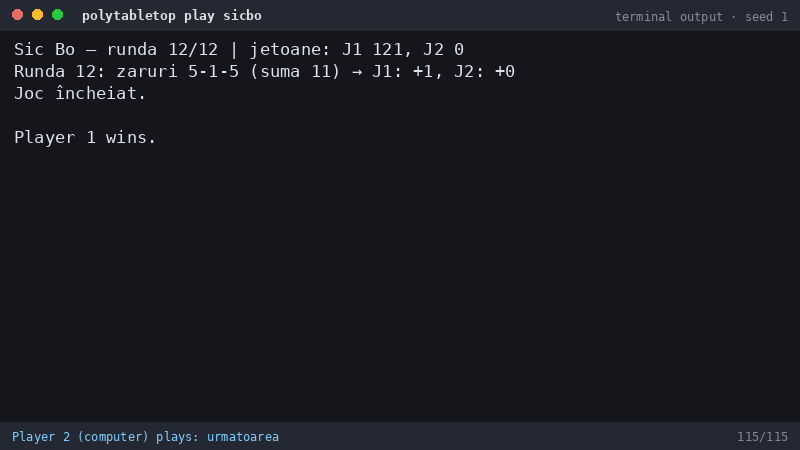 polytabletop play sicbo
terminal output · seed 1
Sic Bo — runda 12/12 | jetoane: J1 121, J2 0
Runda 12: zaruri 5-1-5 (suma 11) → J1: +1, J2: +0
Joc încheiat.
Player 1 wins.
Player 2 (computer) plays: urmatoarea
115/115